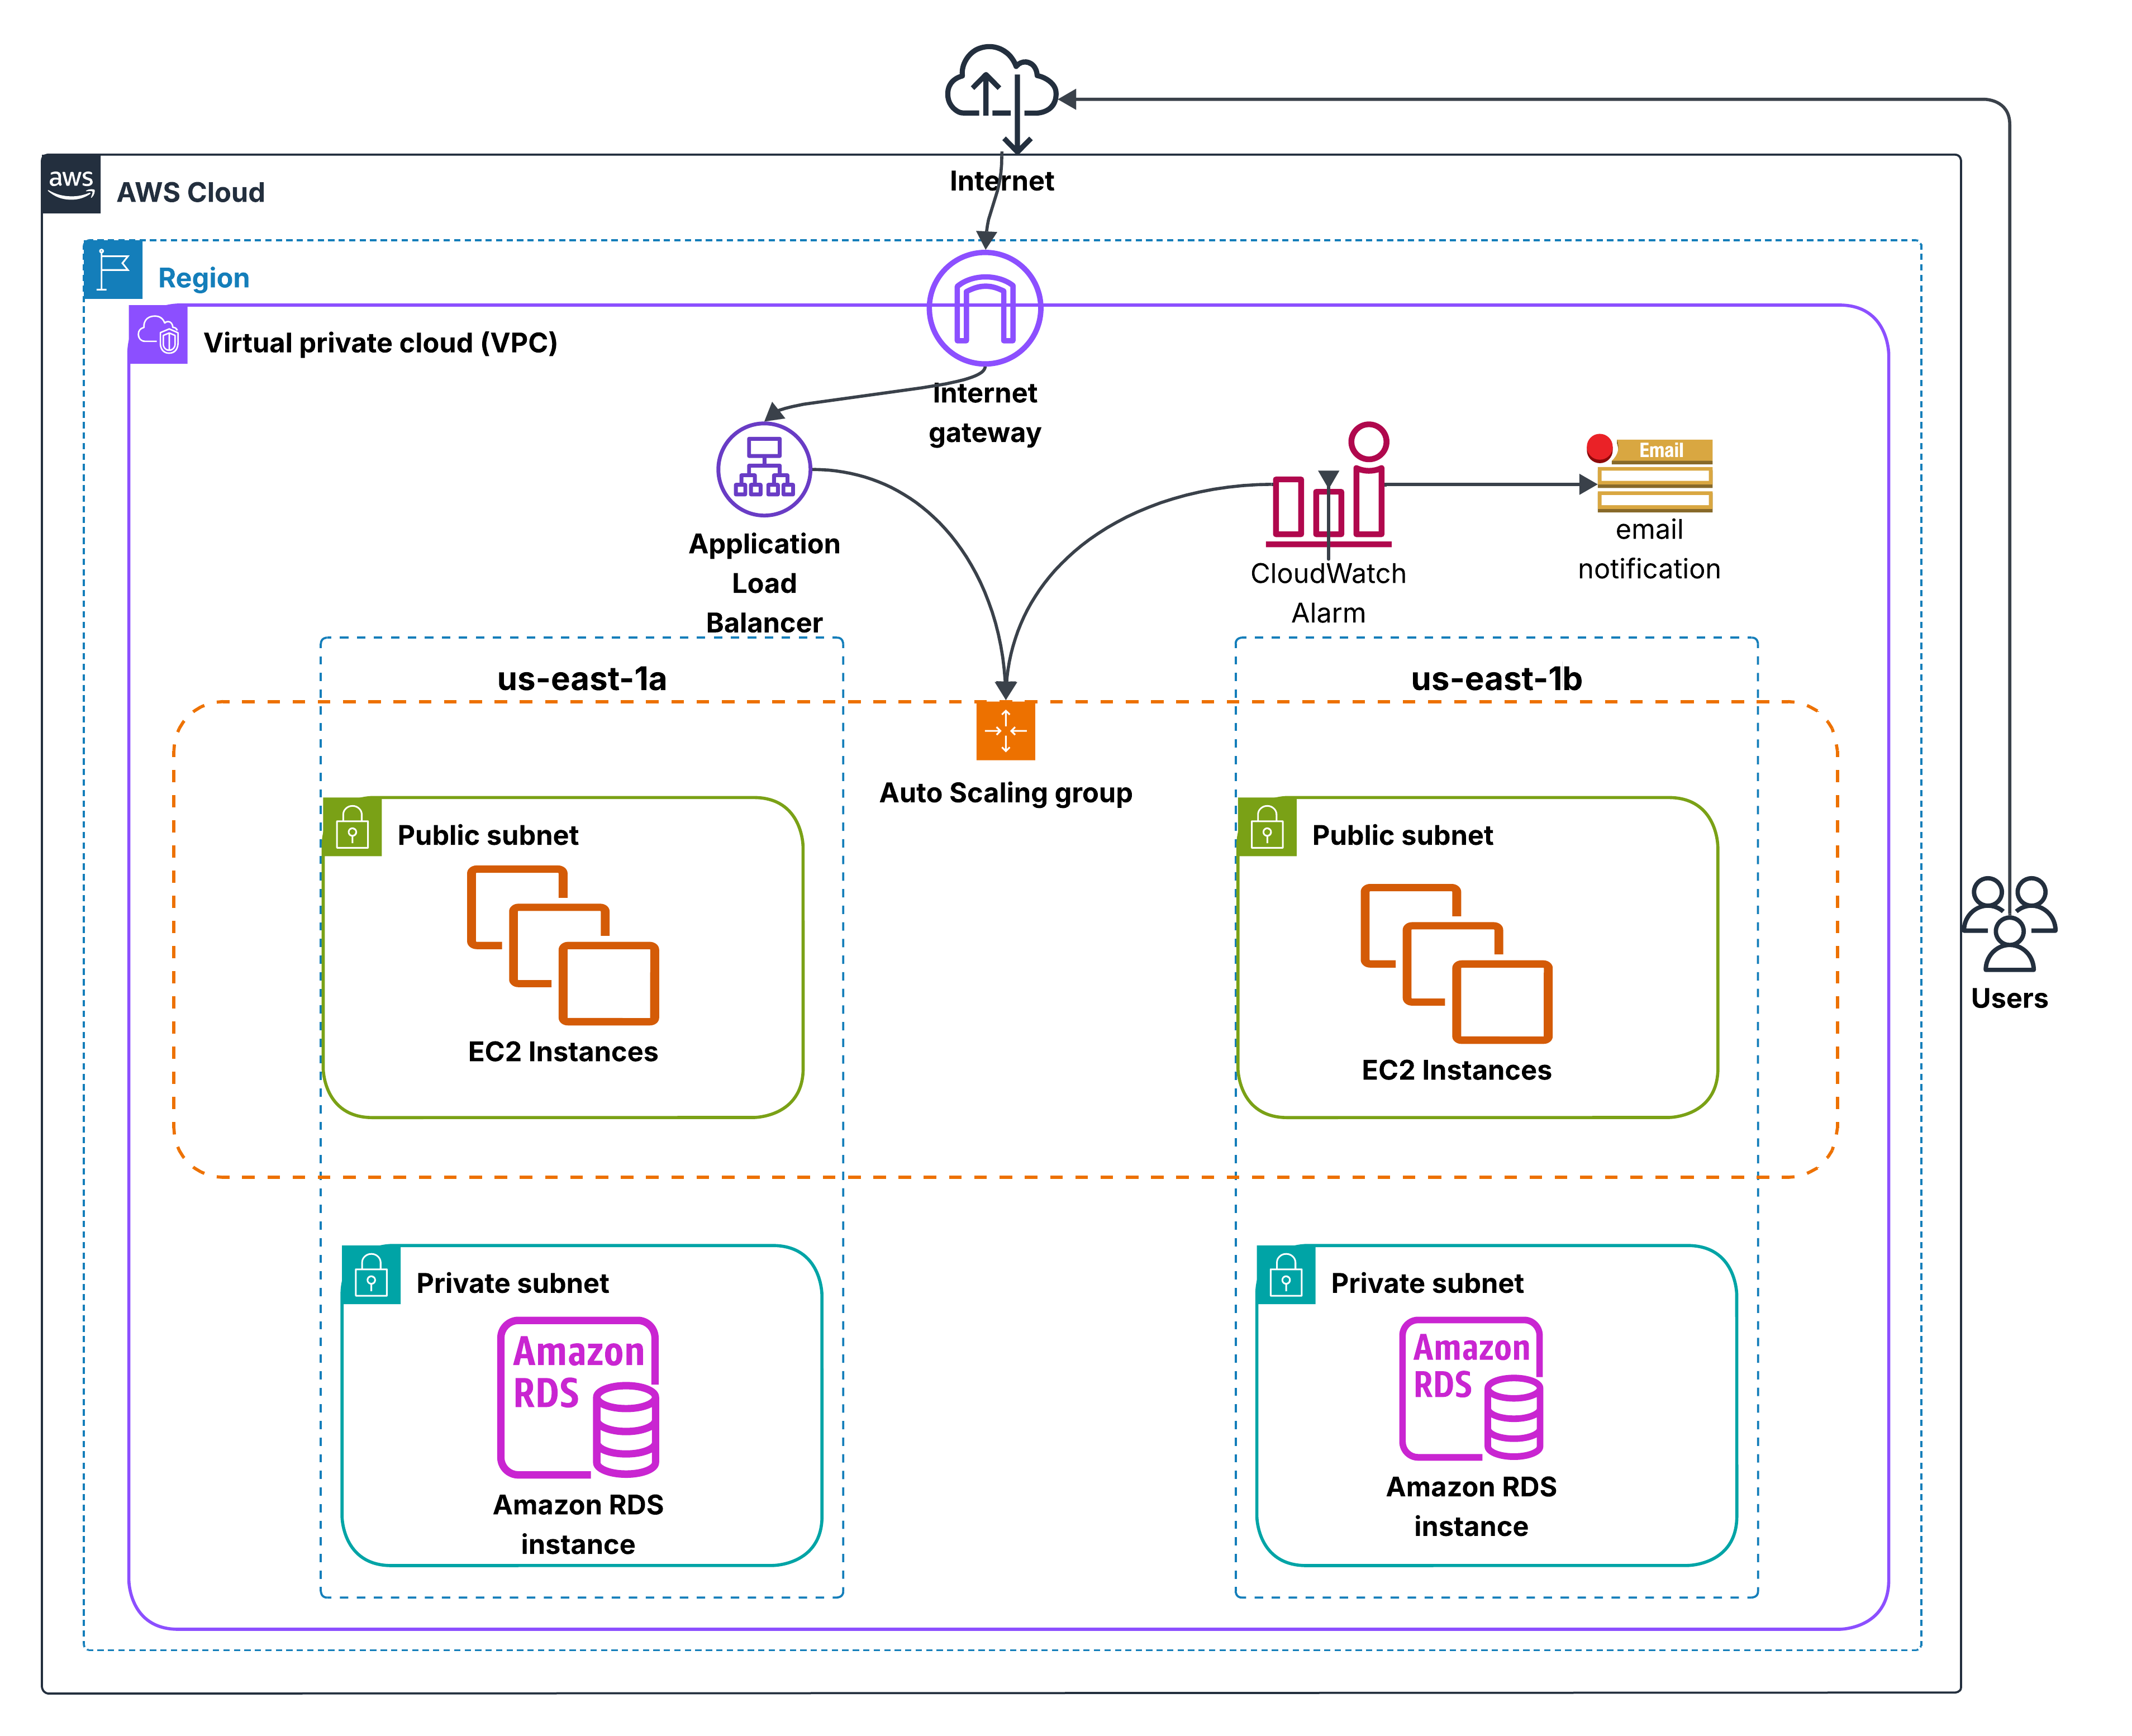 Internet
aws
AWS Cloud
Region
Virtual private cloud (VPC)
Internet
gateway
Email
email
notification
Application
Load
Balancer
CloudWatch
Alarm
us-east-1a
us-east-1b
Auto Scaling group
Public subnet
Public subnet
EC2 Instances
EC2 Instances
Users
Private subnet
Private subnet
Amazon
RDS
Amazon
RDS
Amazon RDS
instance
Amazon RDS
instance